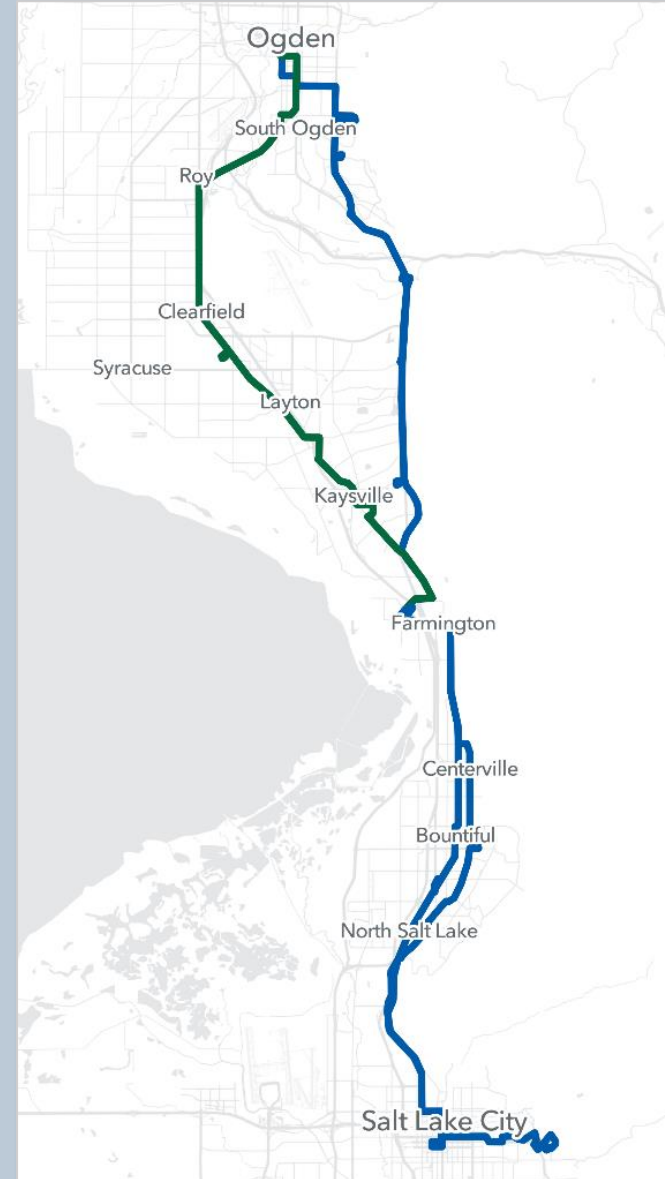 Ogden
South Ogden
Roy
Clearfield
Syracuse
Layton
Kaysville
Farmington
Centerville
Bountiful
North Salt Lake
Salt Lake City